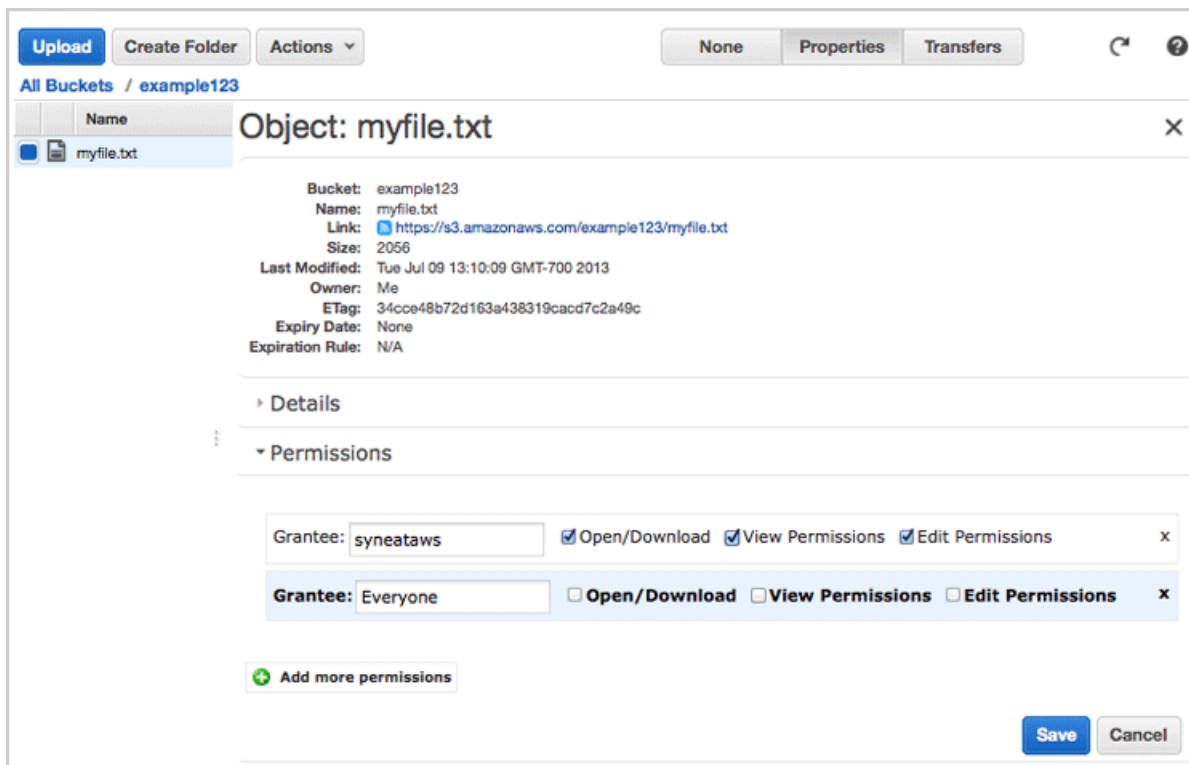 Upload Create Folder Actions None Properties Transfers
All Buckets / example123
Name
myfile.txt
Object: myfile.txt
Bucket: example123
Name: myfile.txt
Link: https://s3.amazonaws.com/example123/myfile.txt
Size: 2056
Last Modified: Tue Jul 09 13:10:09 GMT-700 2013
Owner: Me
ETag: 34cce48b72d163a438319cacd7c2a49c
Expiry Date: None
Expiration Rule: N/A
Details
Permissions
Grantee: syneataws Open/Download View Permissions Edit Permissions x
Grantee: Everyone Open/Download View Permissions Edit Permissions x
Add more permissions
Save Cancel